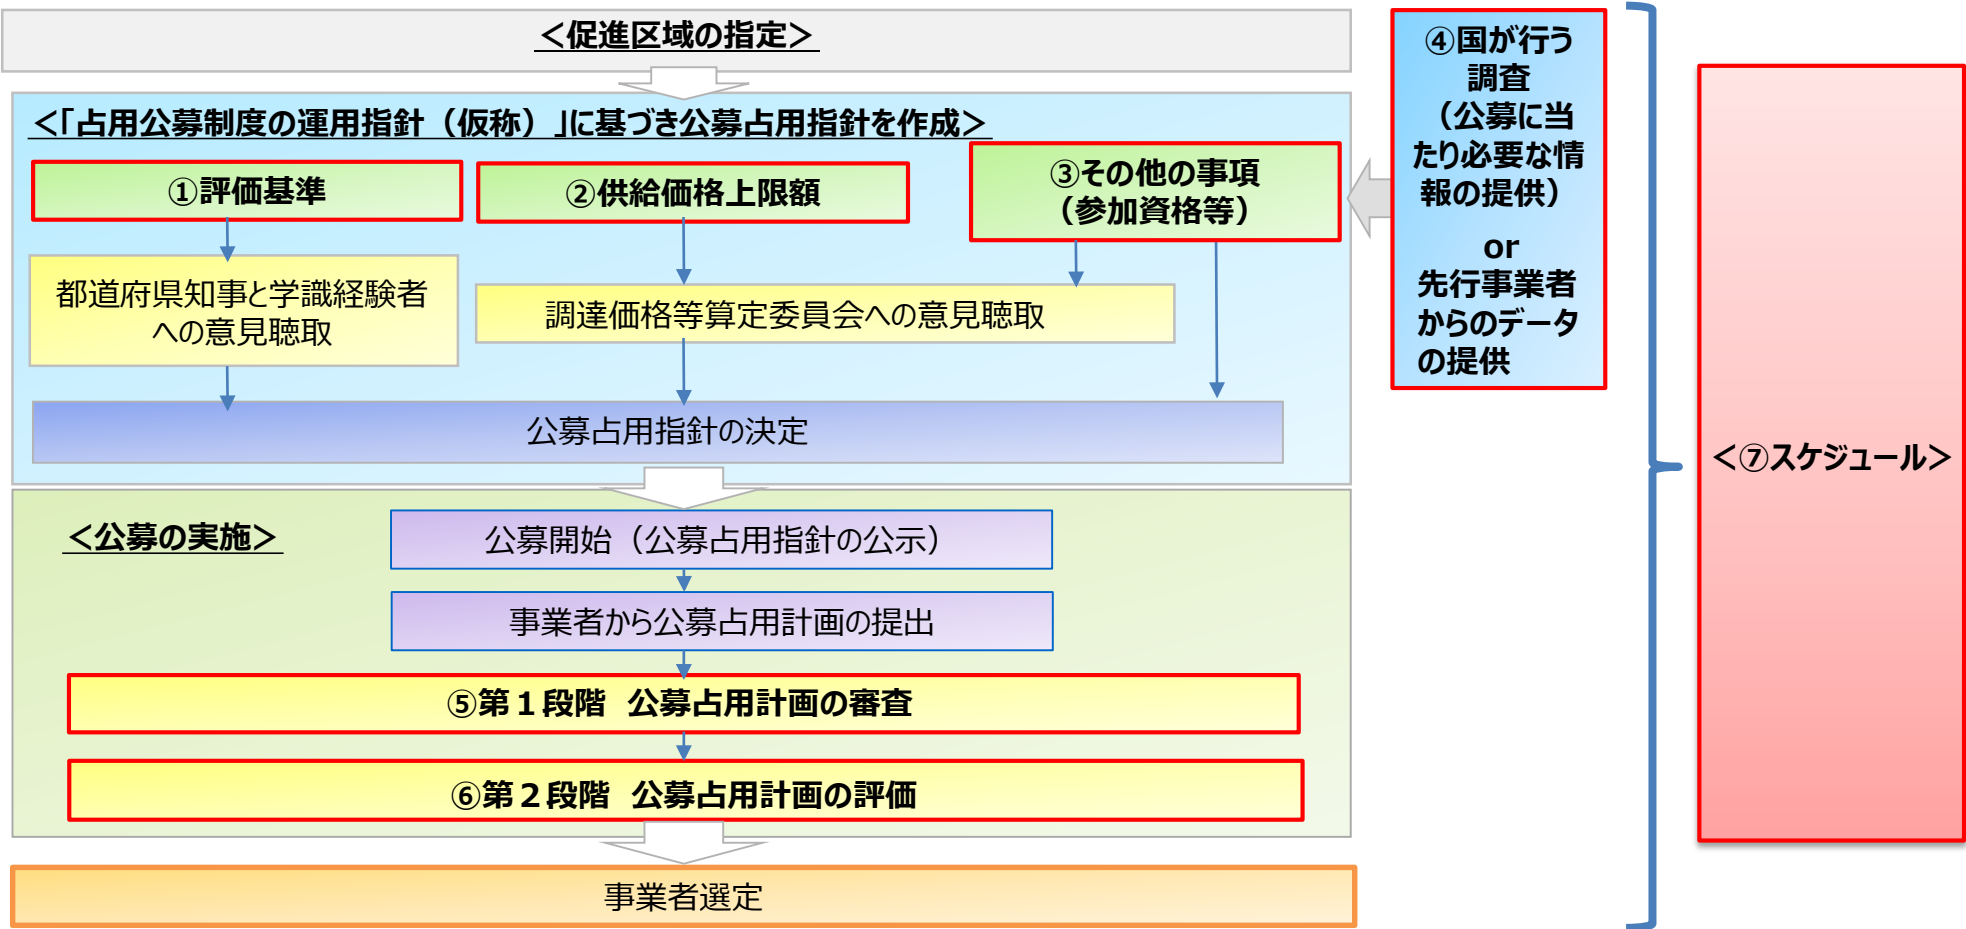 ＜促進区域の指定＞
＜「占用公募制度の運用指針（仮称）」に基づき公募占用指針を作成＞
①評価基準
②供給価格上限額
③その他の事項
（参加資格等）
都道府県知事と学識経験者
への意見聴取
調達価格等算定委員会への意見聴取
公募占用指針の決定
④国が行う
調査
（公募に当
たり必要な情
報の提供）
or
先行事業者
からのデータ
の提供
＜⑦スケジュール＞
＜公募の実施＞
公募開始（公募占用指針の公示）
事業者から公募占用計画の提出
⑤第１段階 公募占用計画の審査
⑥第２段階 公募占用計画の評価
事業者選定